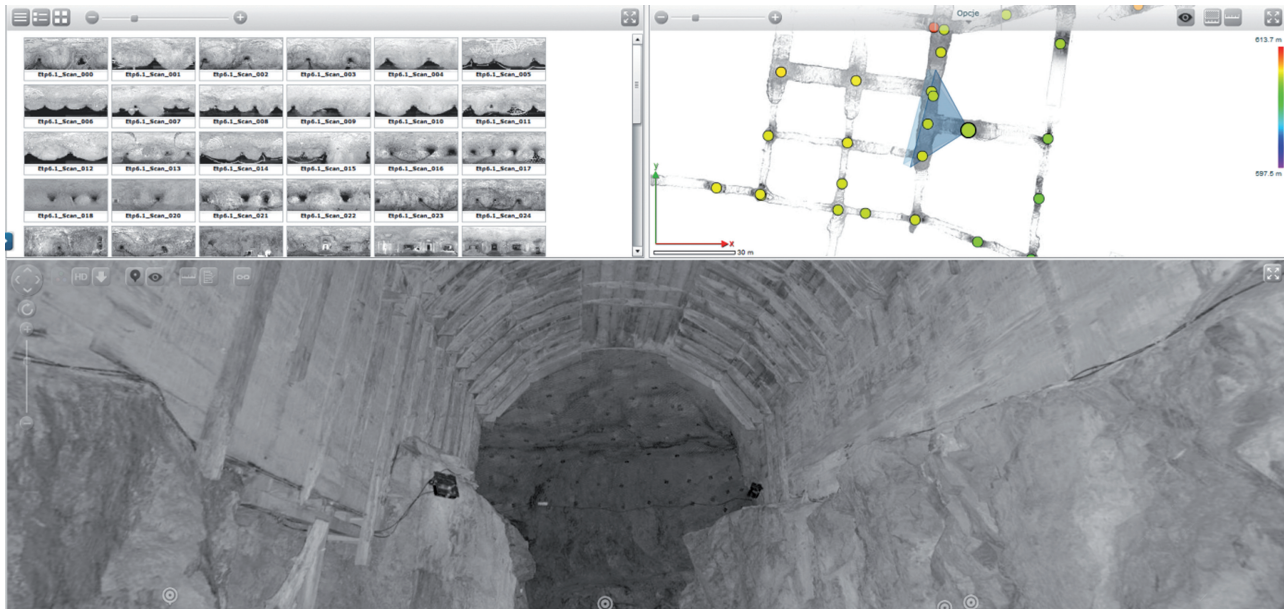 Etp6.1_Scan_000 Etp6.1_Scan_001 Etp6.1_Scan_002 Etp6.1_Scan_003 Etp6.1_Scan_004 Etp6.1_Scan_005
Etp6.1_Scan_006 Etp6.1_Scan_007 Etp6.1_Scan_008 Etp6.1_Scan_009 Etp6.1_Scan_010 Etp6.1_Scan_011
Etp6.1_Scan_012 Etp6.1_Scan_013 Etp6.1_Scan_014 Etp6.1_Scan_015 Etp6.1_Scan_016 Etp6.1_Scan_017
Etp6.1_Scan_018 Etp6.1_Scan_020 Etp6.1_Scan_021 Etp6.1_Scan_022 Etp6.1_Scan_023 Etp6.1_Scan_024
Opcje
613.7 m
597.5 m
Y
X
30 m
HD